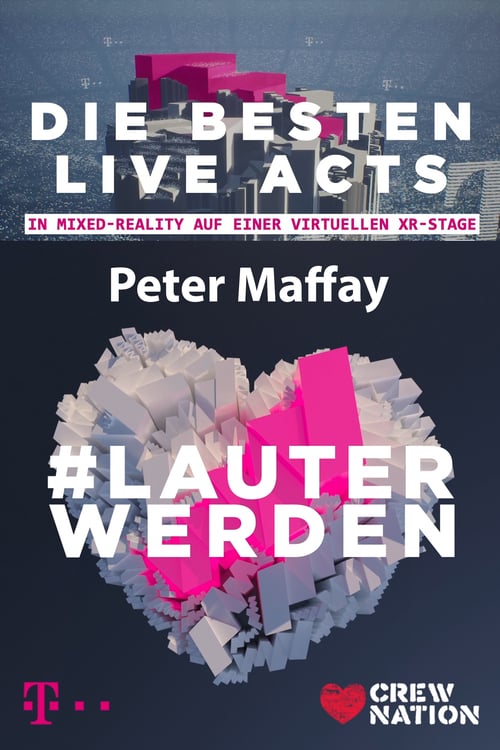 DIE BESTEN
LIVE ACTS
IN MIXED-REALITY AUF EINER VIRTUELLEN XR-STAGE
Peter Maffay
#LAUTER
WERDEN
T
CREW
NATION